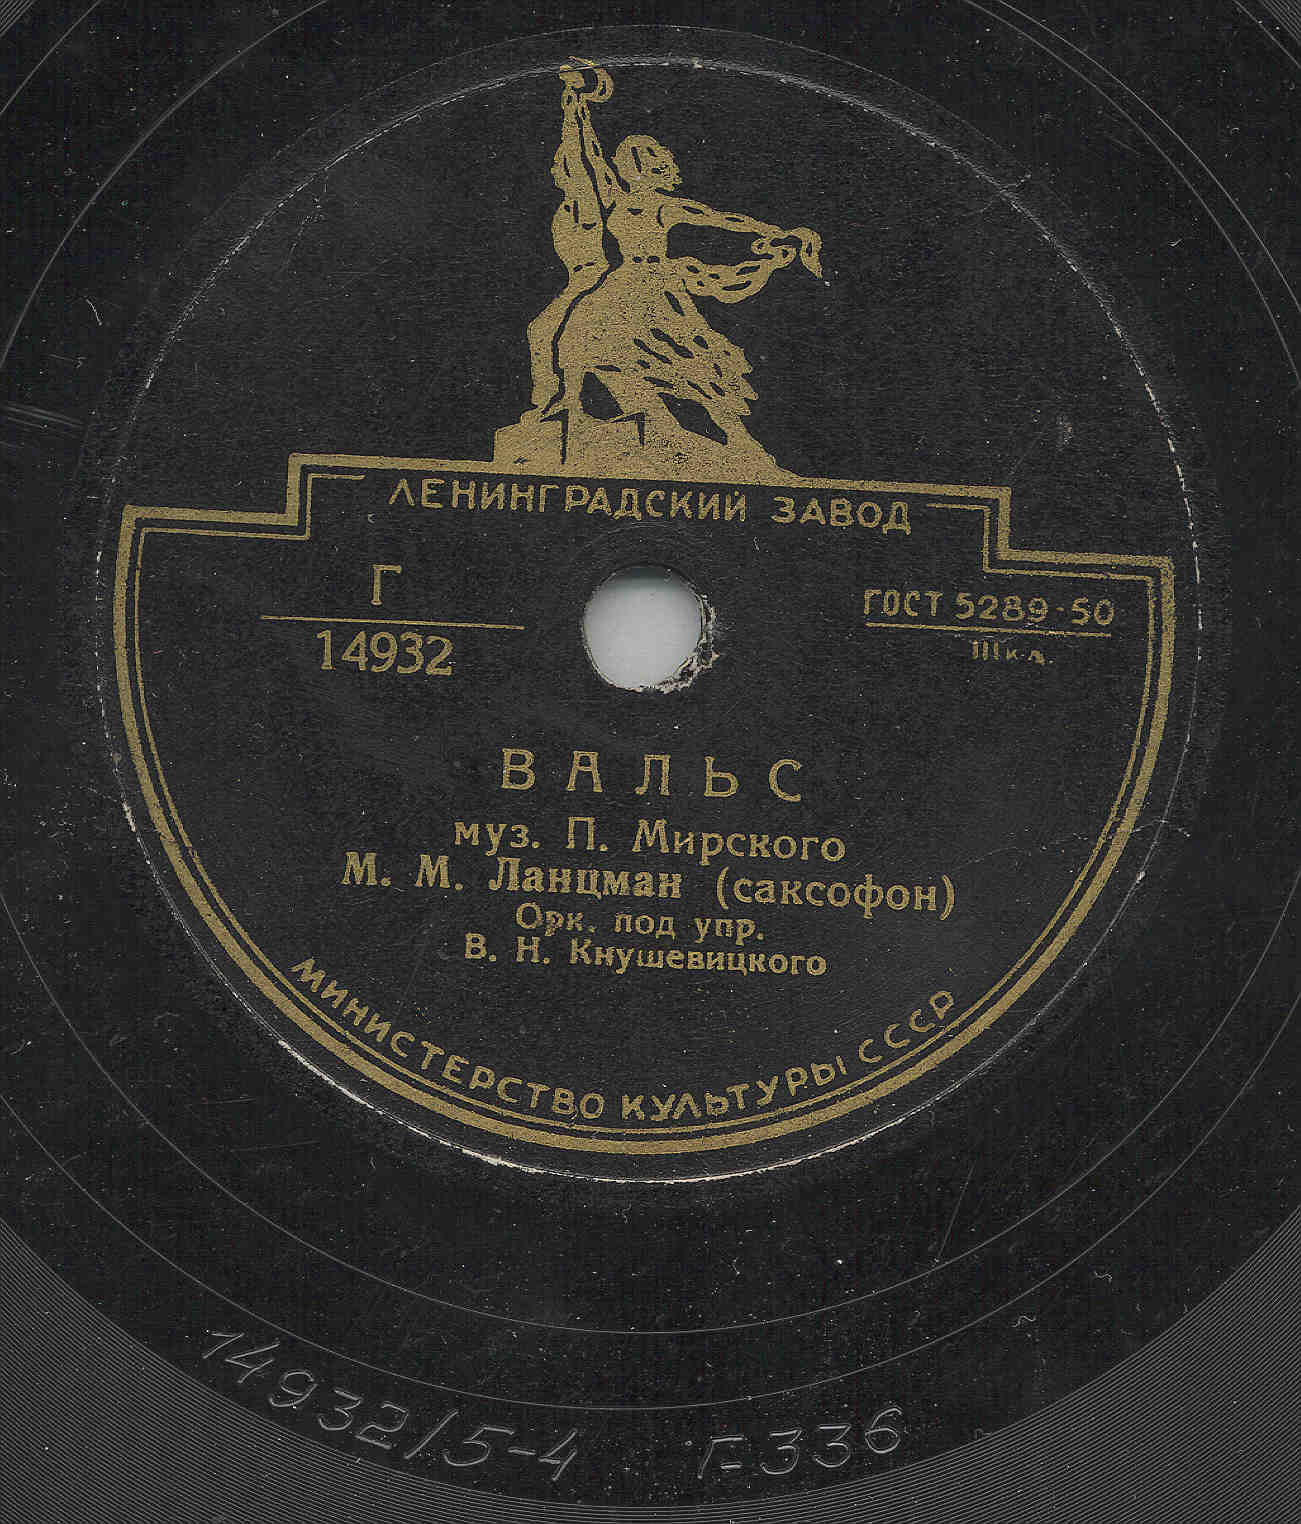 ЛЕНИНГРАДСКИЙ ЗАВОД
Г
14932
ГОСТ 5289-50
III к-л.
ВАЛЬС
муз. П. Мирского
М. М. Ланцман (саксофон)
Орк. под упр.
В. Н. Кнушевицкого
МИНИСТЕРСТВО КУЛЬТУРЫ СССР
14932/5-4 Г-336